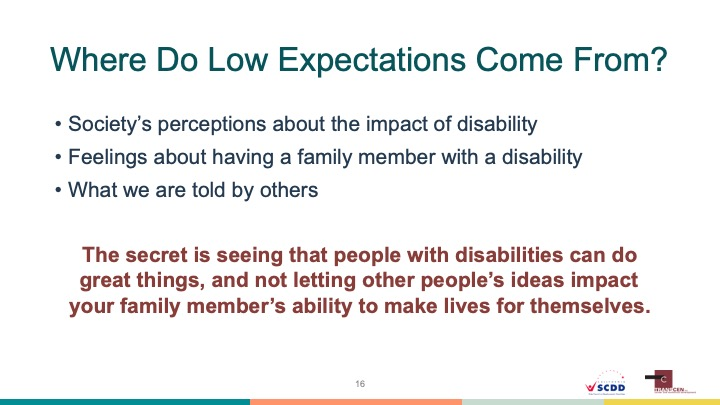 Where Do Low Expectations Come From?
• Society’s perceptions about the impact of disability
• Feelings about having a family member with a disability
• What we are told by others
The secret is seeing that people with disabilities can do
great things, and not letting other people’s ideas impact
your family member’s ability to make lives for themselves.
16
SCDD